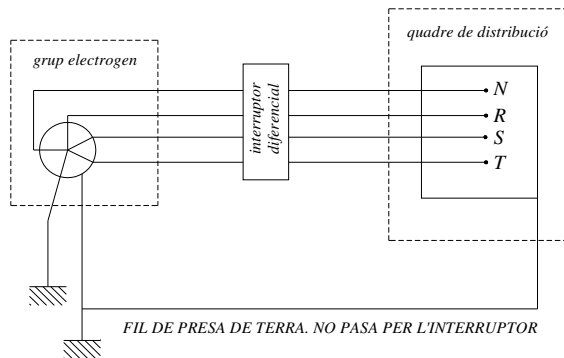 quadre de distribució
grup electrogen
interruptor
diferencial
N
R
S
T
FIL DE PRESA DE TERRA. NO PASA PER L'INTERRUPTOR